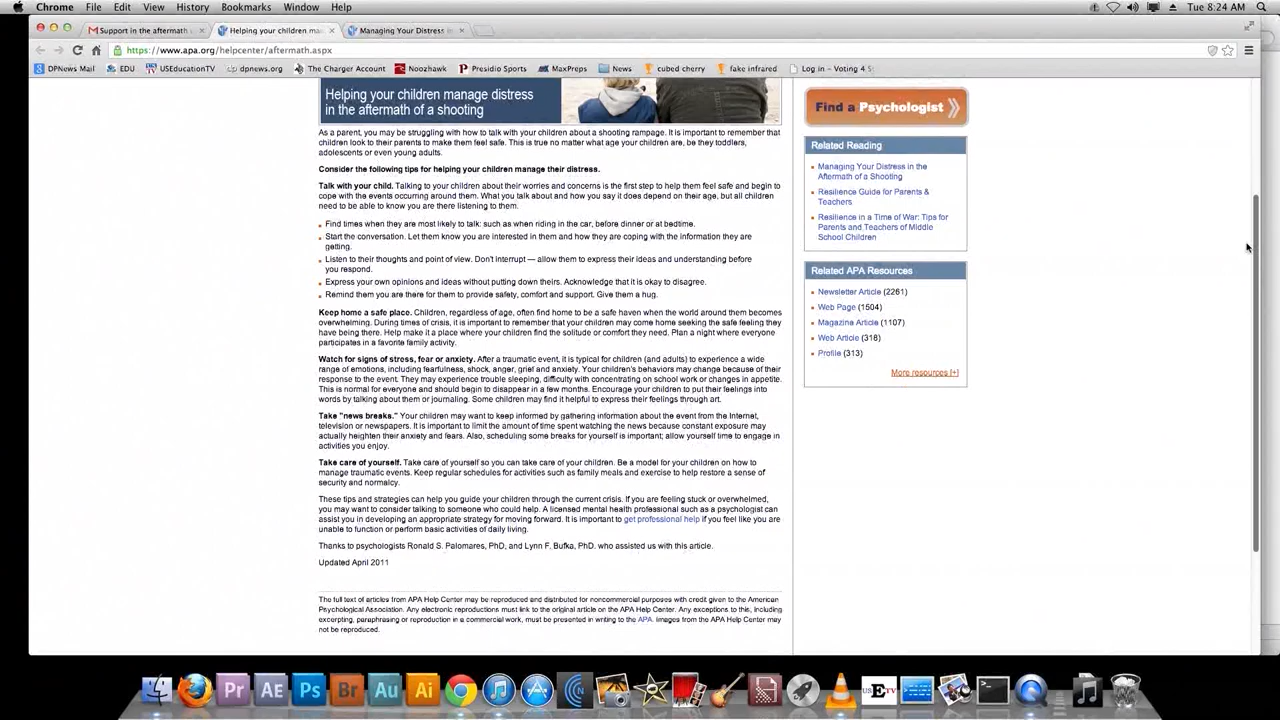 Chrome File Edit View History Bookmarks Window Help Tue 8:24 AM
Support in the aftermath Helping your children ma Managing Your Distress in
https://www.apa.org/helpcenter/aftermath.aspx
DPNews Mail EDU USEducationTV dpnews.org The Charger Account Noozhawk Presidio Sports MaxPreps News cubed cherry fake infrared Log in – Voting 4 S
Helping your children manage distress
in the aftermath of a shooting
As a parent, you may be struggling with how to talk with your children about a shooting rampage. It is important to remember that
children look to their parents to make them feel safe. This is true no matter what age your children are, be they toddlers,
adolescents or even young adults.
Consider the following tips for helping your children manage their distress.
Talk with your child. Talking to your children about their worries and concerns is the first step to help them feel safe and begin to
cope with the events occurring around them. What you talk about and how you say it does depend on their age, but all children
need to be able to know you are there listening to them.
Find times when they are most likely to talk: such as when riding in the car, before dinner or at bedtime.
Start the conversation. Let them know you are interested in them and how they are coping with the information they are
getting.
Listen to their thoughts and point of view. Don't interrupt — allow them to express their ideas and understanding before
you respond.
Express your own opinions and ideas without putting down theirs. Acknowledge that it is okay to disagree.
Remind them you are there for them to provide safety, comfort and support. Give them a hug.
Keep home a safe place. Children, regardless of age, often find home to be a safe haven when the world around them becomes
overwhelming. During times of crisis, it is important to remember that your children may come home seeking the safe feeling they
have being there. Help make it a place where your children find the solitude or comfort they need. Plan a night where everyone
participates in a favorite family activity.
Watch for signs of stress, fear or anxiety. After a traumatic event, it is typical for children (and adults) to experience a wide
range of emotions, including fearfulness, shock, anger, grief and anxiety. Your children's behaviors may change because of their
response to the event. They may experience trouble sleeping, difficulty with concentrating on school work or changes in appetite.
This is normal for everyone and should begin to disappear in a few months. Encourage your children to put their feelings into
words by talking about them or journaling. Some children may find it helpful to express their feelings through art.
Take "news breaks." Your children may want to keep informed by gathering information about the event from the Internet,
television or newspapers. It is important to limit the amount of time spent watching the news because constant exposure may
actually heighten their anxiety and fears. Also, scheduling some breaks for yourself is important; allow yourself time to engage in
activities you enjoy.
Take care of yourself. Take care of yourself so you can take care of your children. Be a model for your children on how to
manage traumatic events. Keep regular schedules for activities such as family meals and exercise to help restore a sense of
security and normalcy.
These tips and strategies can help you guide your children through the current crisis. If you are feeling stuck or overwhelmed,
you may want to consider talking to someone who could help. A licensed mental health professional such as a psychologist can
assist you in developing an appropriate strategy for moving forward. It is important to get professional help if you feel like you are
unable to function or perform basic activities of daily living.
Thanks to psychologists Ronald S. Palomares, PhD, and Lynn F. Bufka, PhD. who assisted us with this article.
Updated April 2011
The full text of articles from APA Help Center may be reproduced and distributed for noncommercial purposes with credit given to the American
Psychological Association. Any electronic reproductions must link to the original article on the APA Help Center. Any exceptions to this, including
excerpting, paraphrasing or reproduction in a commercial work, must be presented in writing to the APA. Images from the APA Help Center may
not be reproduced.
Find a Psychologist
Related Reading
Managing Your Distress in the
Aftermath of a Shooting
Resilience Guide for Parents &
Teachers
Resilience in a Time of War: Tips for
Parents and Teachers of Middle
School Children
Related APA Resources
Newsletter Article (2261)
Web Page (1504)
Magazine Article (1107)
Web Article (318)
Profile (313)
More resources [+]
Pr AE Ps Br Au Ai